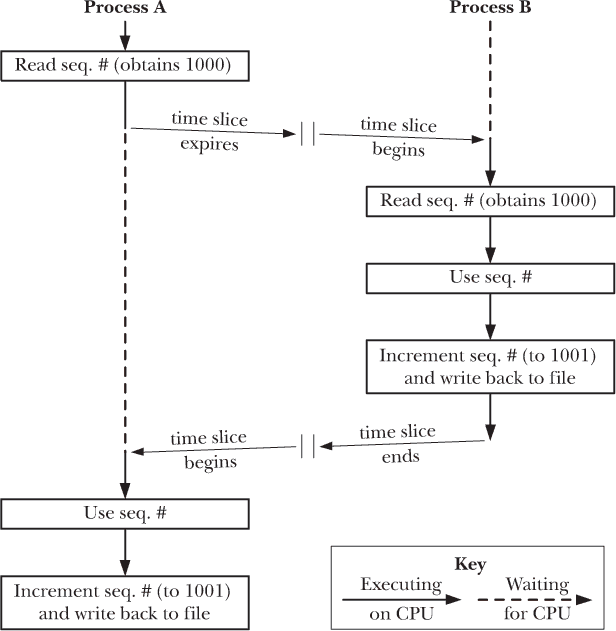 Process A
Process B
Read seq. # (obtains 1000)
time slice
expires
time slice
begins
Read seq. # (obtains 1000)
Use seq. #
Increment seq. # (to 1001)
and write back to file
time slice
begins
time slice
ends
Use seq. #
Increment seq. # (to 1001)
and write back to file
Key
Executing
on CPU
Waiting
for CPU